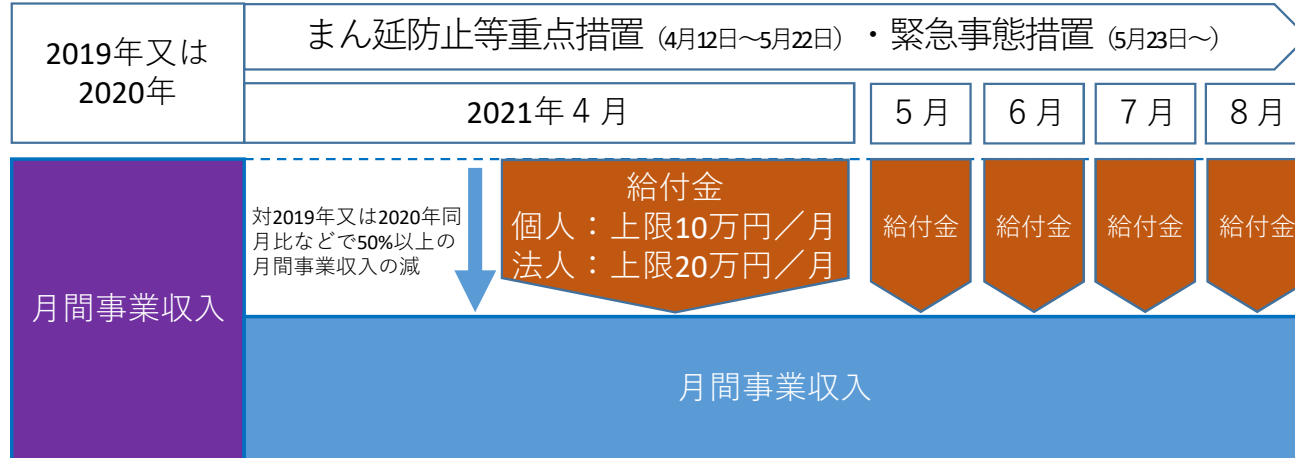 2019年又は
2020年
まん延防止等重点措置（4月12日～5月22日）・緊急事態措置（5月23日～）
2021年４月
５月
６月
７月
８月
月間事業収入
対2019年又は2020年同
月比などで50%以上の
月間事業収入の減
給付金
個人：上限10万円／月
法人：上限20万円／月
給付金
給付金
給付金
給付金
月間事業収入